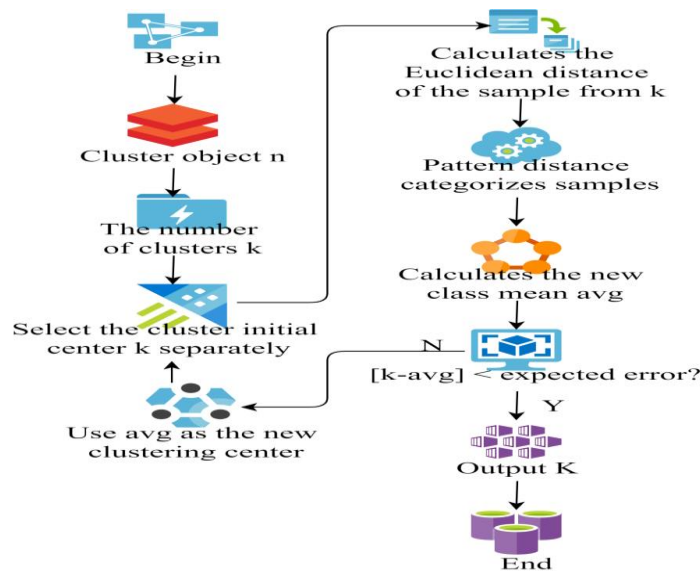 Begin
Cluster object n
The number
of clusters k
Select the cluster initial
center k separately
Use avg as the new
clustering center
Calculates the
Euclidean distance
of the sample from k
Pattern distance
categorizes samples
Calculates the new
class mean avg
N
[k-avg] < expected error?
Y
Output K
End